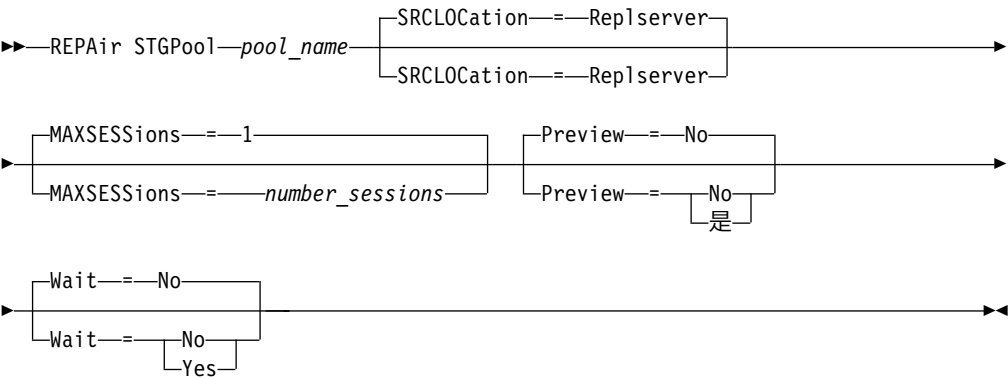 SRCLOCation = Replserver
REPAir STGPool pool_name
SRCLOCation = Replserver
MAXSESSions = 1
Preview = No
MAXSESSions = number_sessions
Preview = No
是
Wait = No
Wait = No
Yes